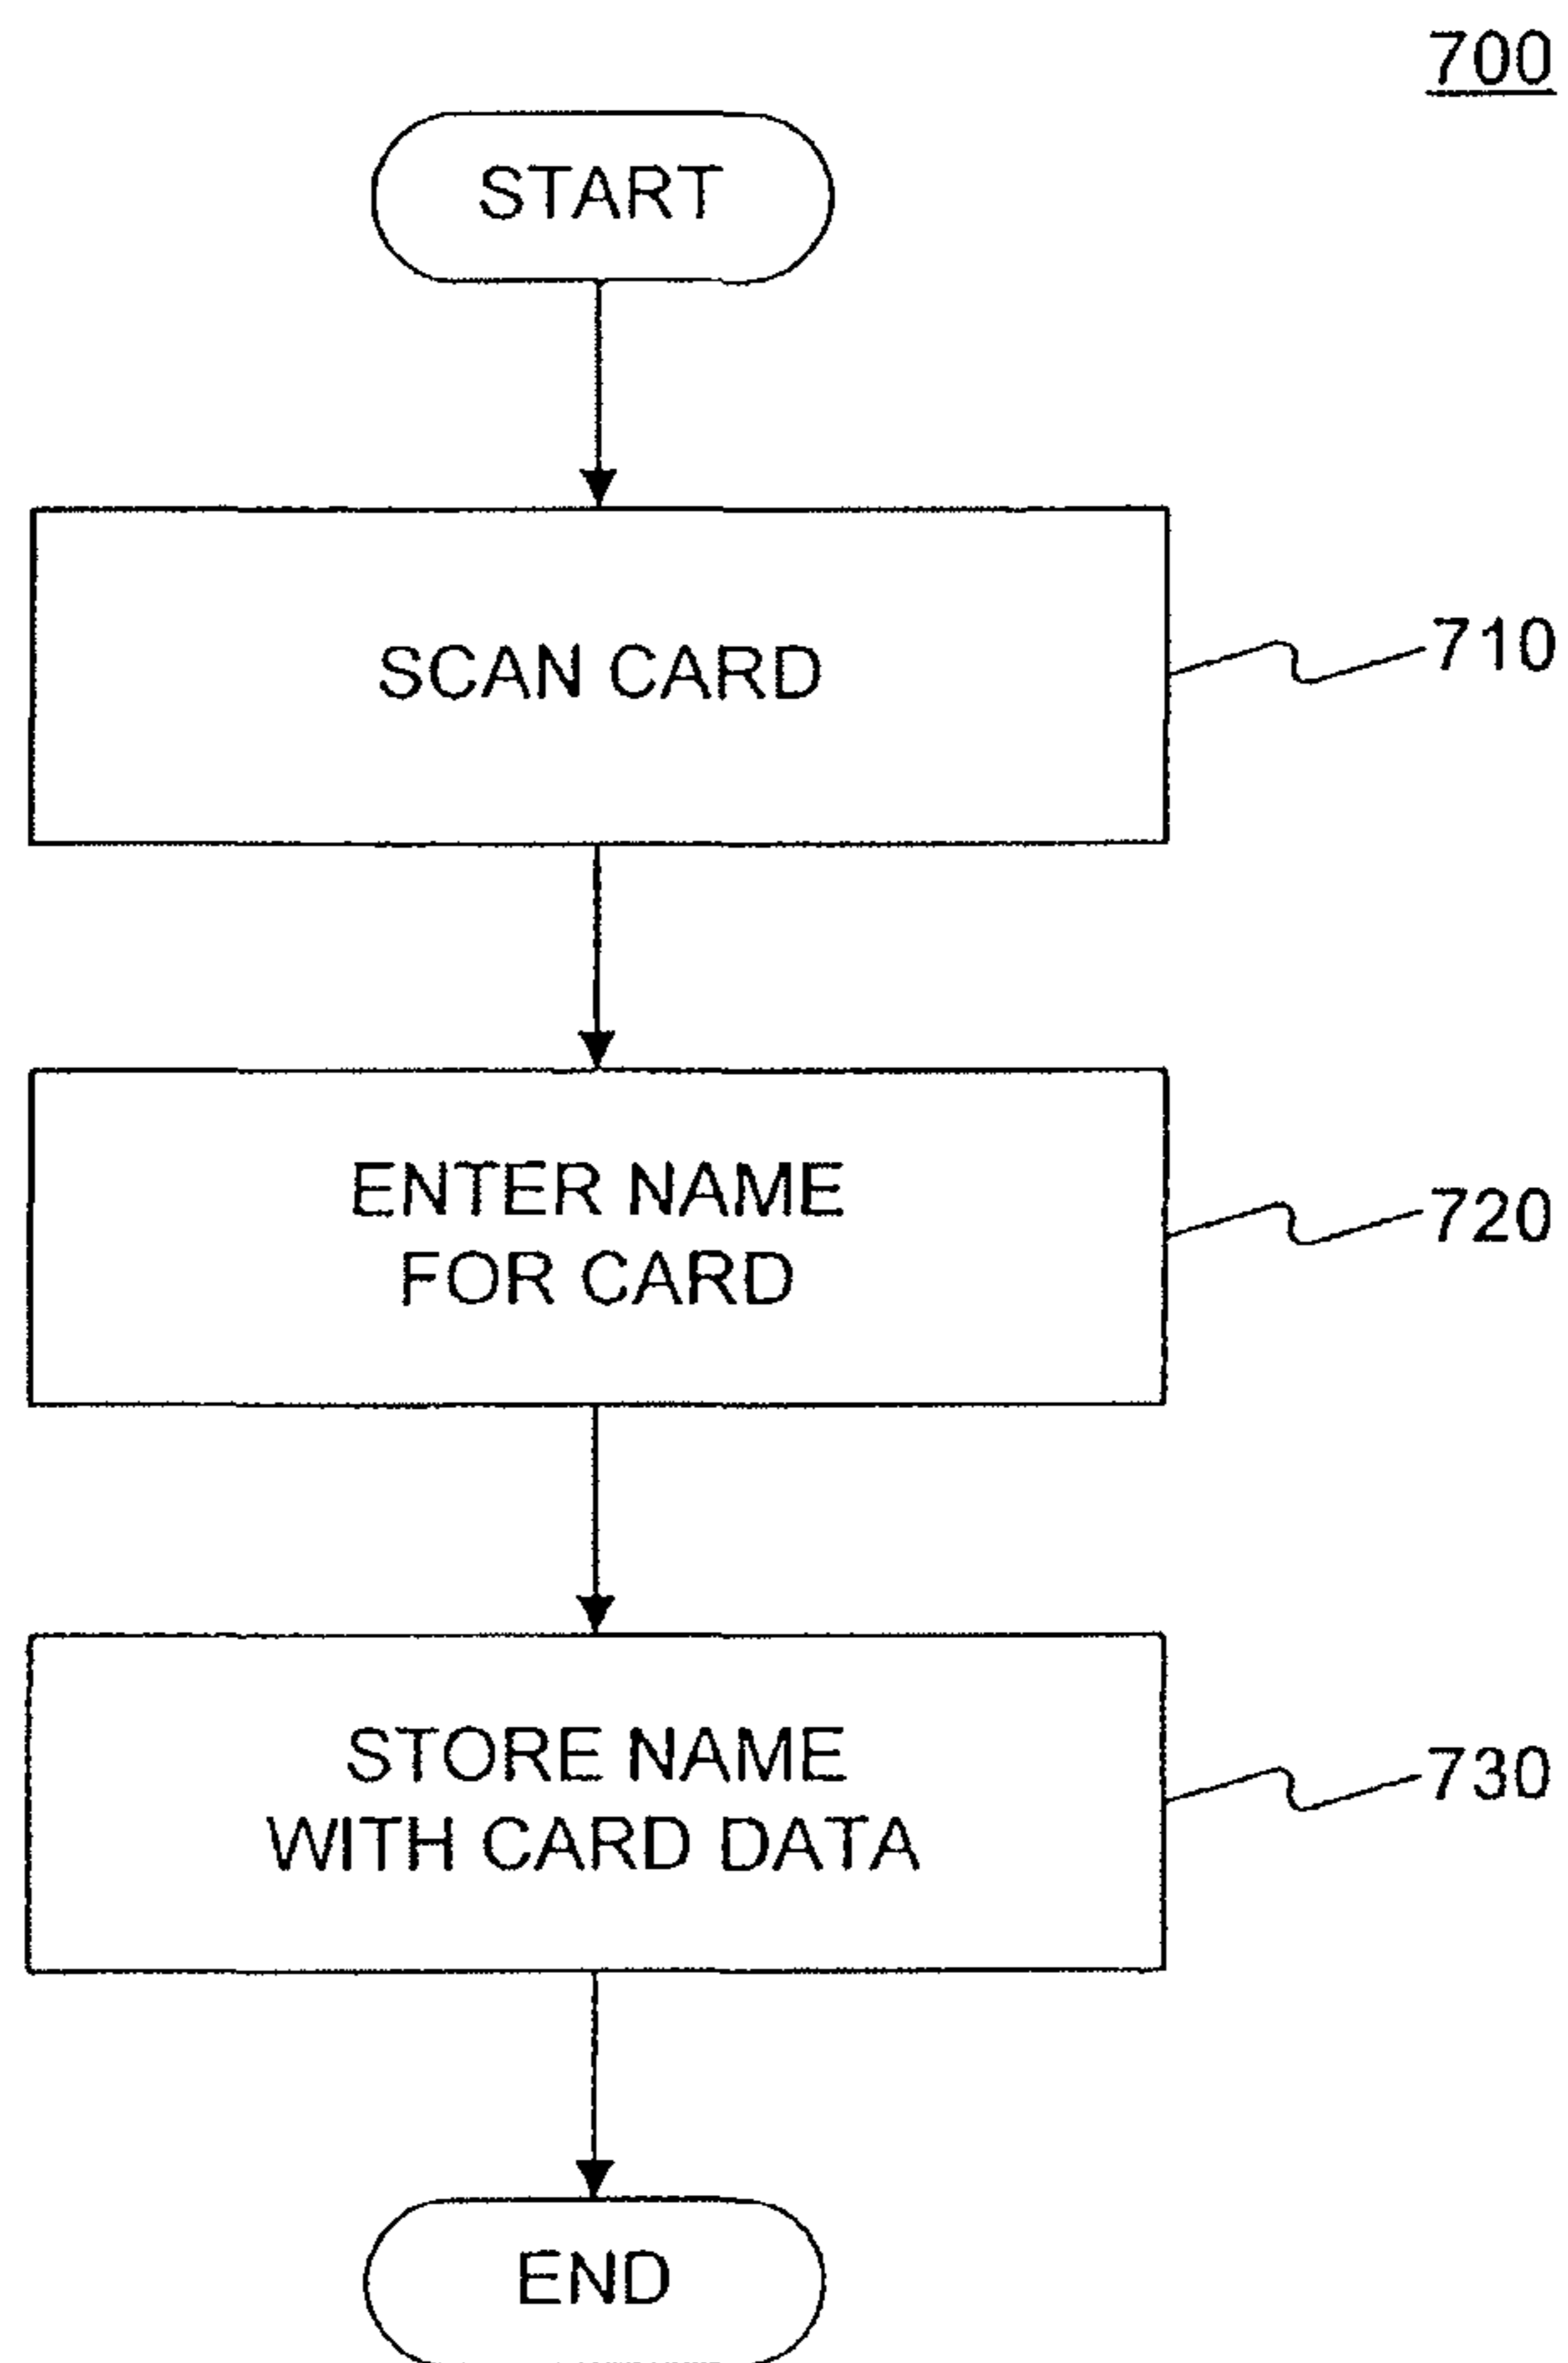 700
START
SCAN CARD
710
ENTER NAME
FOR CARD
720
STORE NAME
WITH CARD DATA
730
END